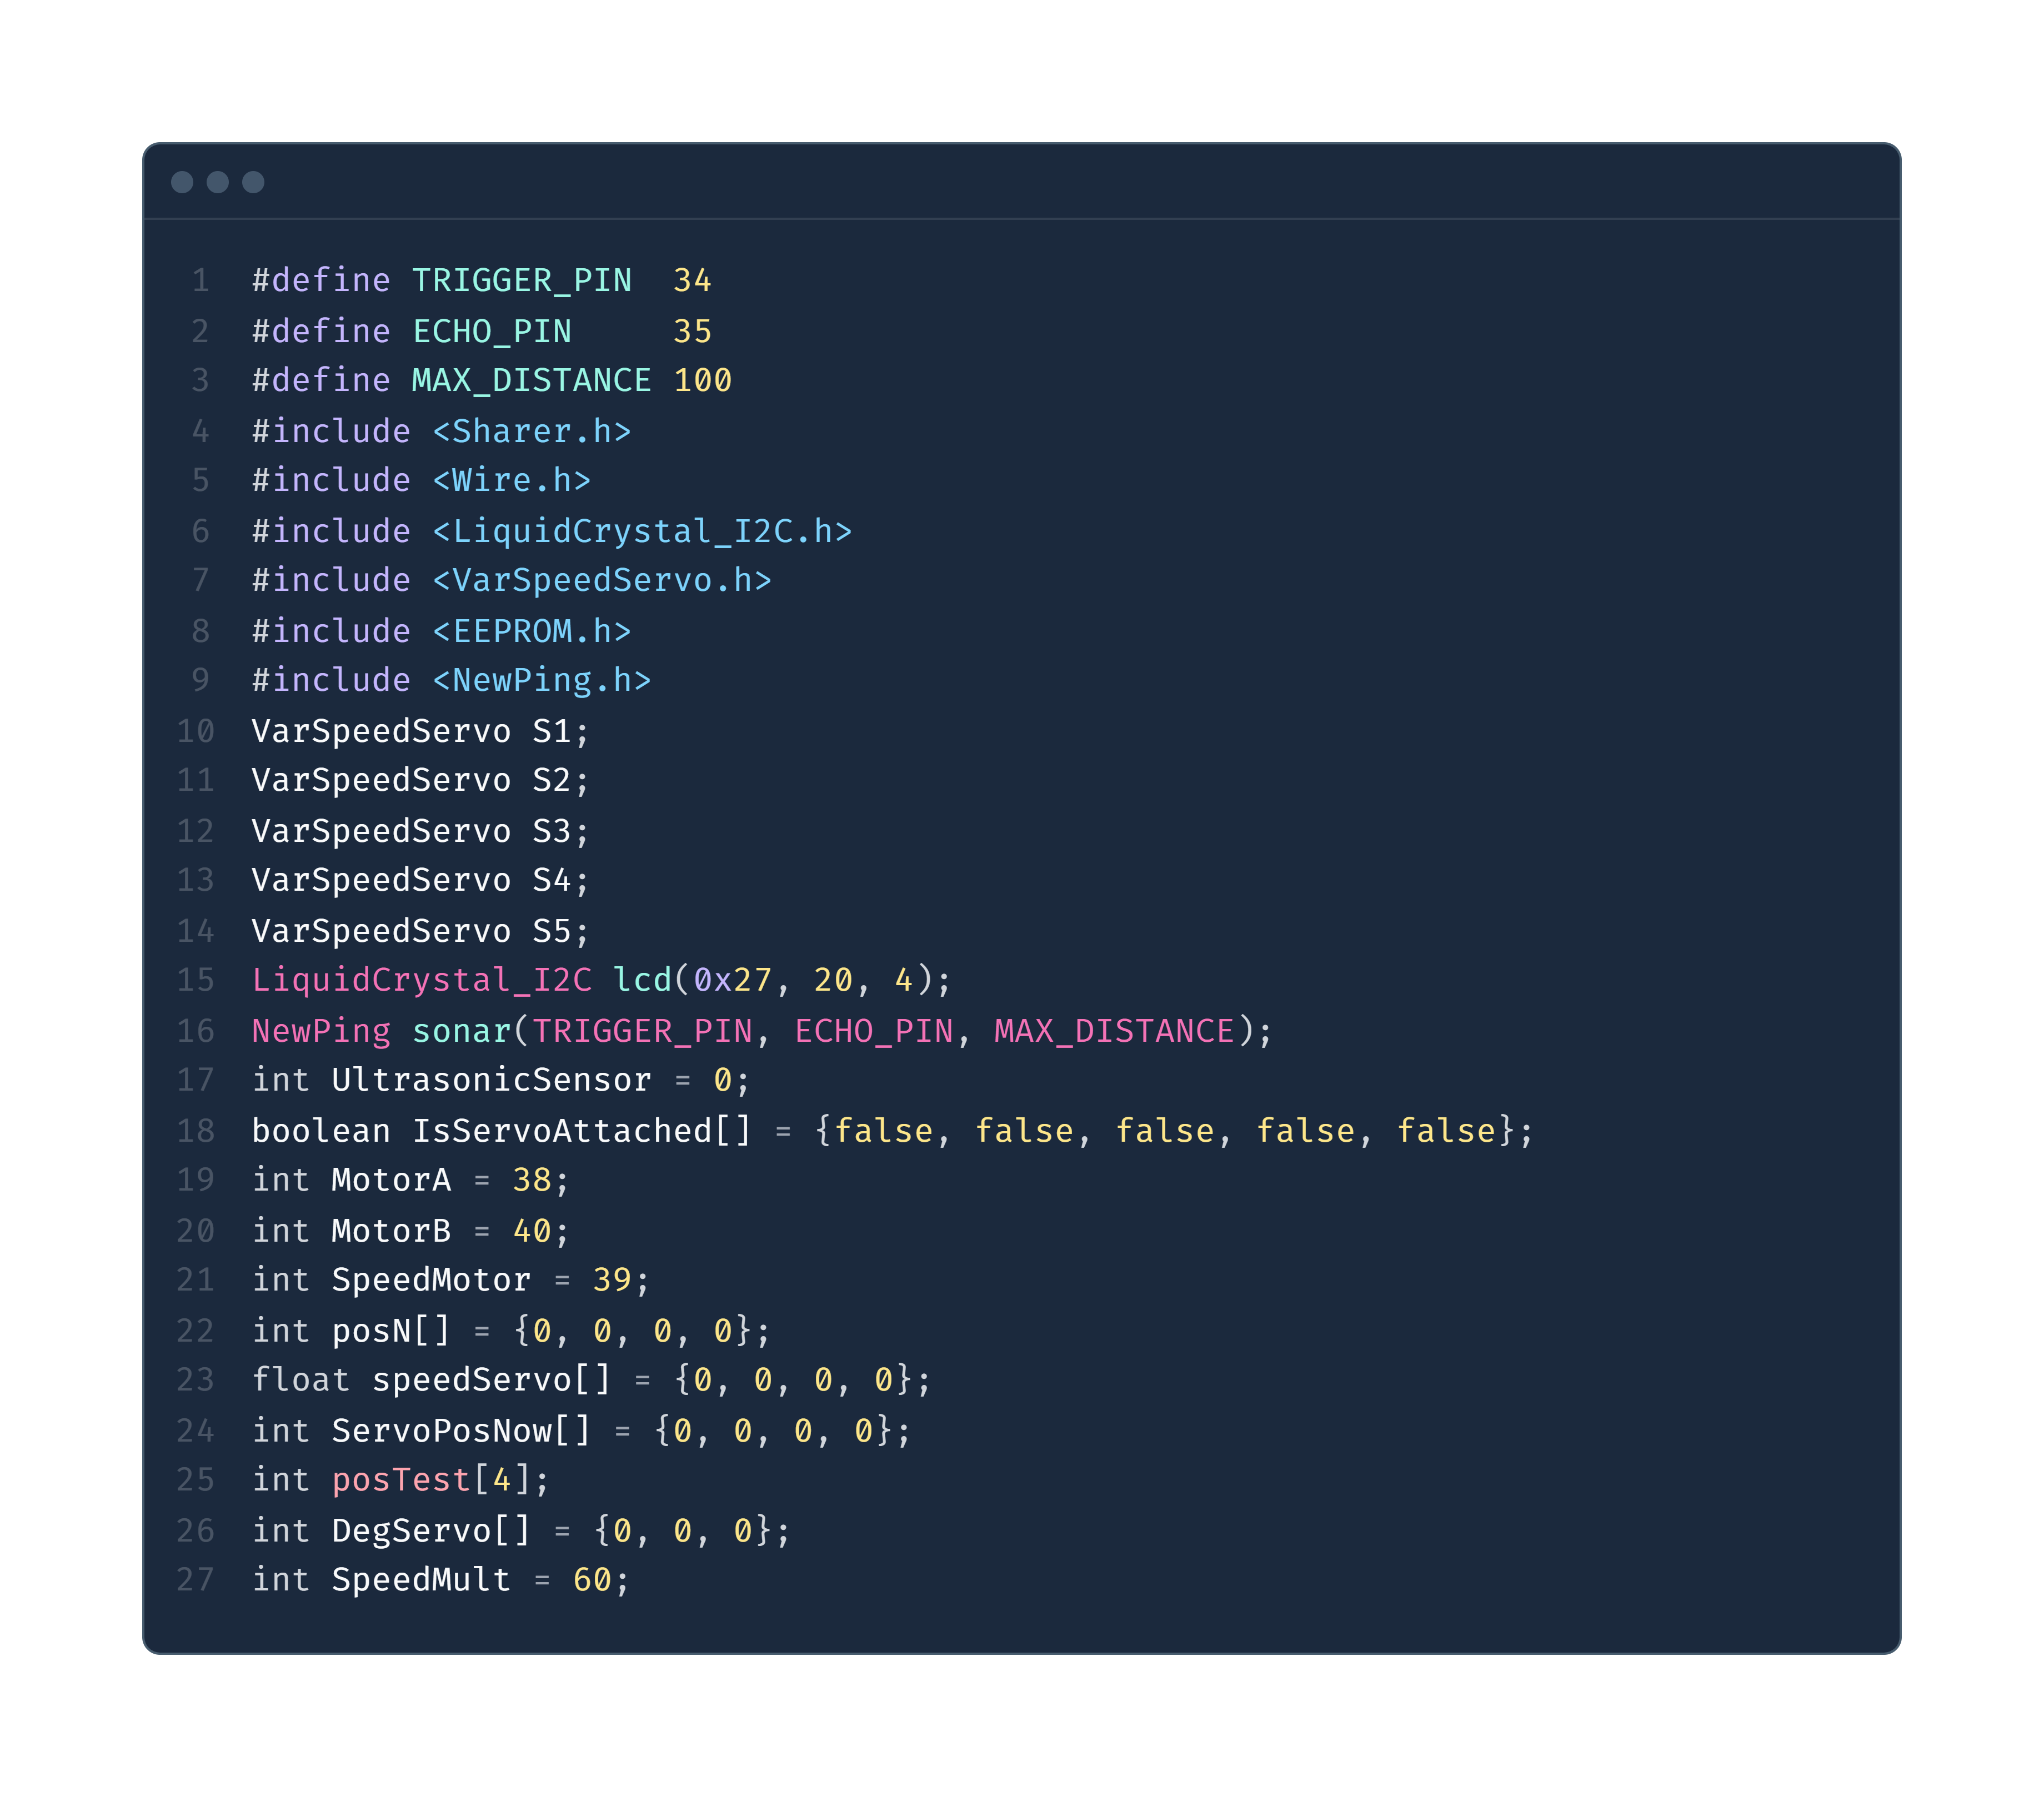 1 #define TRIGGER_PIN  34
2 #define ECHO_PIN     35
3 #define MAX_DISTANCE 100
4 #include <Sharer.h>
5 #include <Wire.h>
6 #include <LiquidCrystal_I2C.h>
7 #include <VarSpeedServo.h>
8 #include <EEPROM.h>
9 #include <NewPing.h>
10 VarSpeedServo S1;
11 VarSpeedServo S2;
12 VarSpeedServo S3;
13 VarSpeedServo S4;
14 VarSpeedServo S5;
15 LiquidCrystal_I2C lcd(0x27, 20, 4);
16 NewPing sonar(TRIGGER_PIN, ECHO_PIN, MAX_DISTANCE);
17 int UltrasonicSensor = 0;
18 boolean IsServoAttached[] = {false, false, false, false, false};
19 int MotorA = 38;
20 int MotorB = 40;
21 int SpeedMotor = 39;
22 int posN[] = {0, 0, 0, 0};
23 float speedServo[] = {0, 0, 0, 0};
24 int ServoPosNow[] = {0, 0, 0, 0};
25 int posTest[4];
26 int DegServo[] = {0, 0, 0};
27 int SpeedMult = 60;